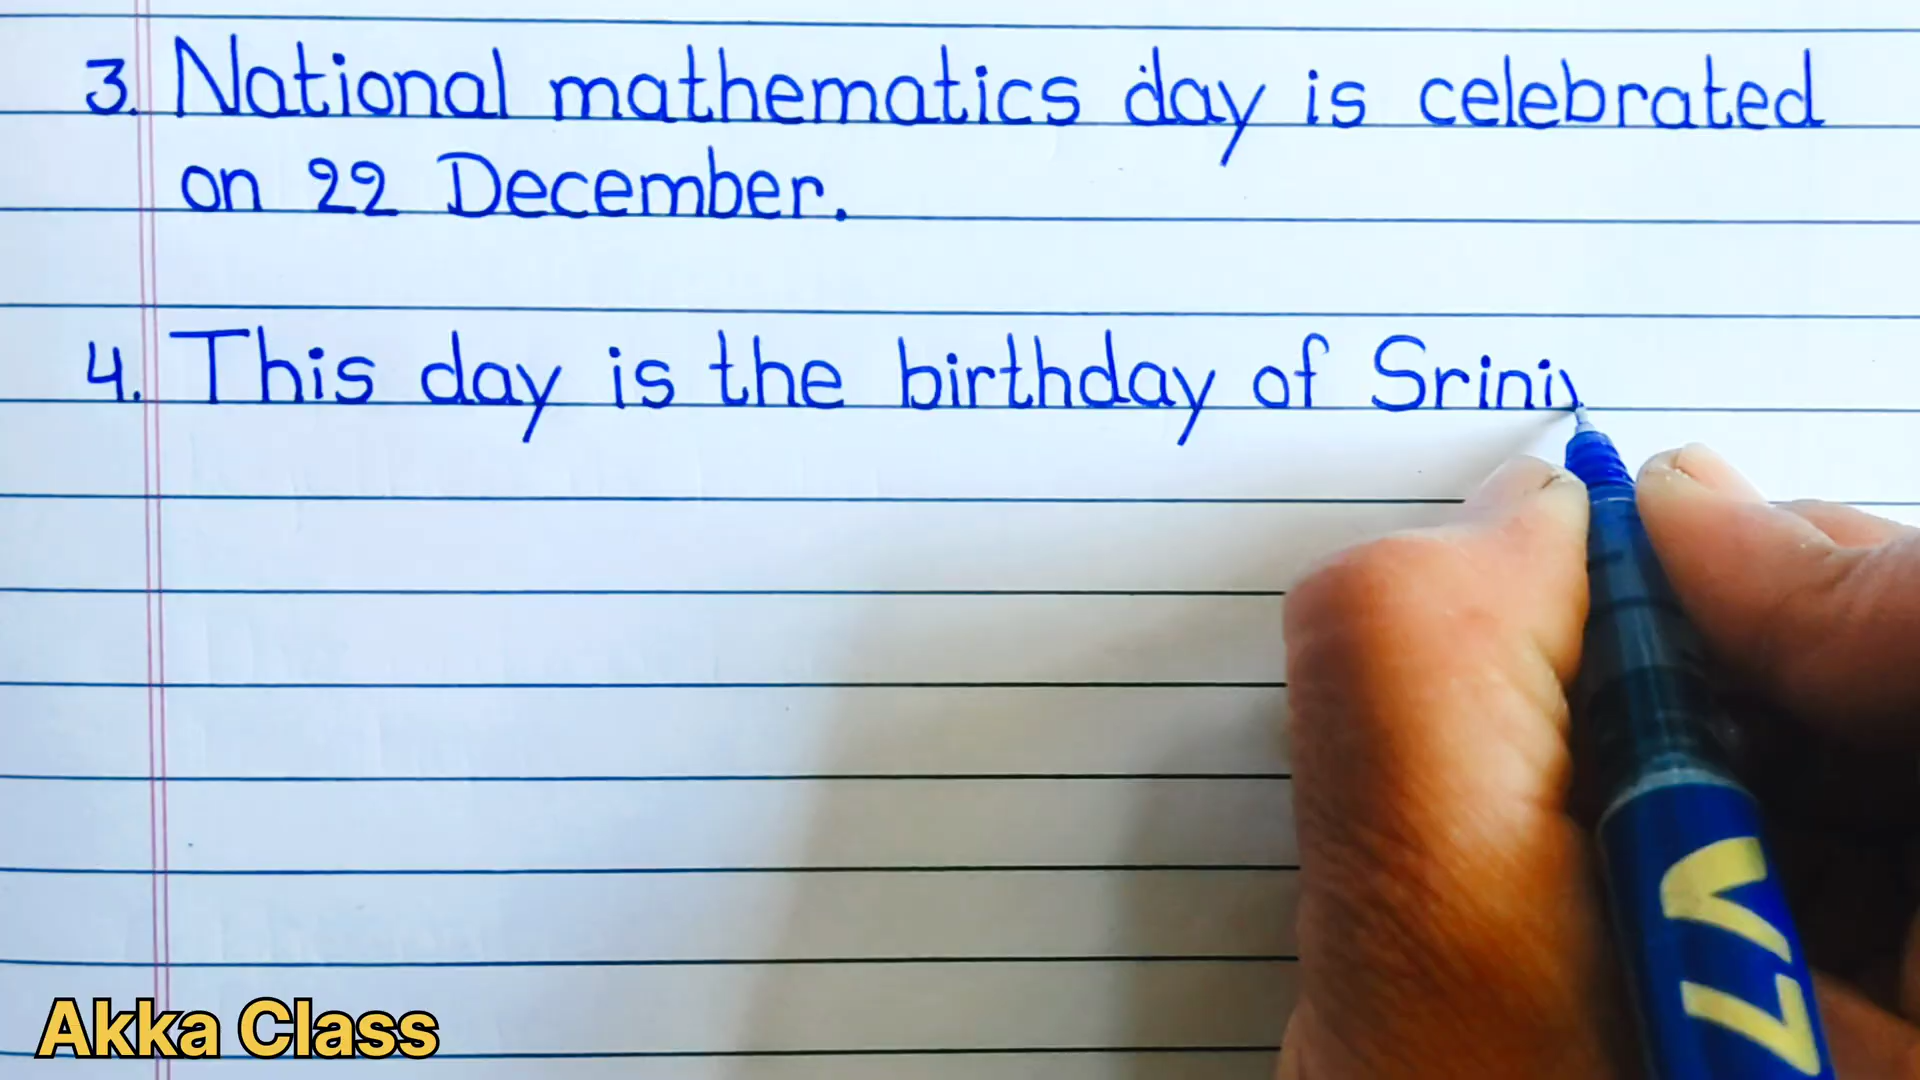 3. National mathematics day is celebrated
on 22 December.
4. This day is the birthday of Srini
Akka Class
V7